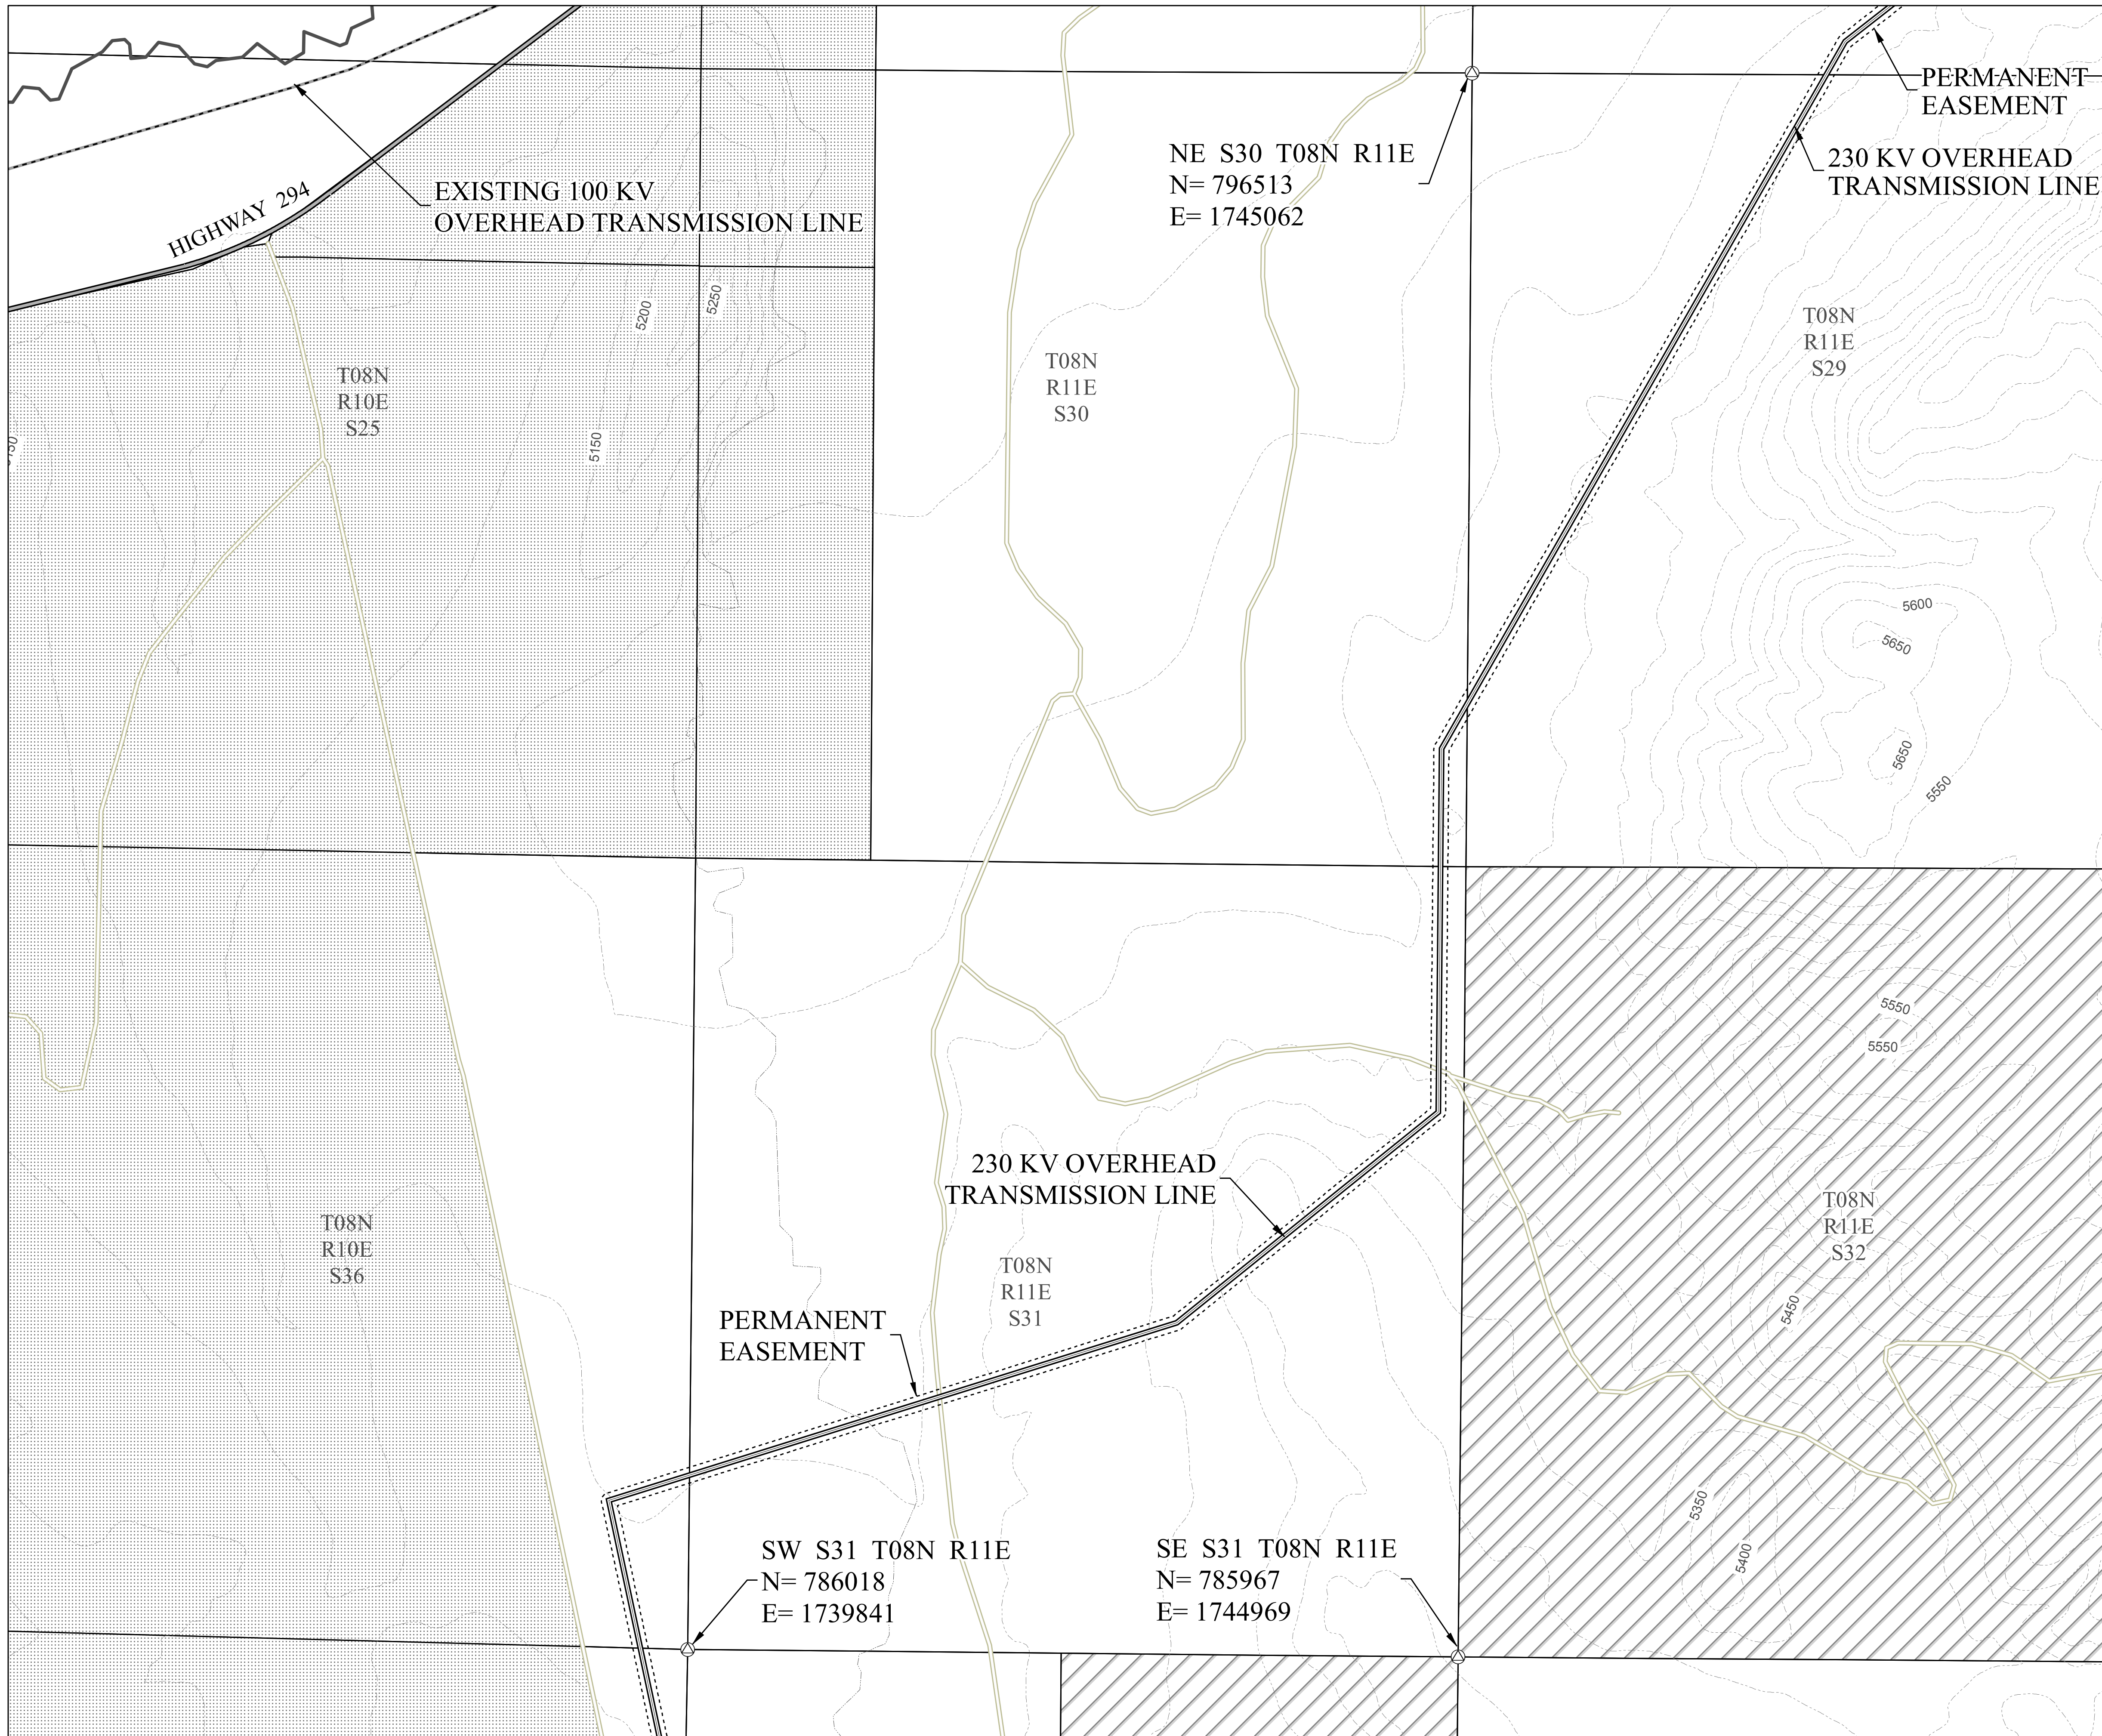 PERMANENT
EASEMENT
230 KV OVERHEAD
TRANSMISSION LINE
NE S30 T08N R11E
N= 796513
E= 1745062
EXISTING 100 KV
OVERHEAD TRANSMISSION LINE
HIGHWAY 294
5200
5250
T08N
R11E
S29
T08N
R11E
S30
T08N
R10E
S25
5150
5600
5650
5650
5550
5550
5550
230 KV OVERHEAD
TRANSMISSION LINE
T08N
R11E
S32
T08N
R10E
S36
T08N
R11E
S31
5450
PERMANENT
EASEMENT
5350
5400
SW S31 T08N R11E
N= 786018
E= 1739841
SE S31 T08N R11E
N= 785967
E= 1744969